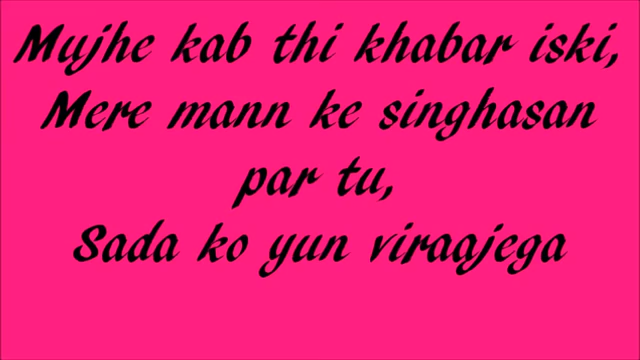 Mujhe kab thi khabar iski,
Mere mann ke singhasan
par tu,
Sada ko yun viraajega